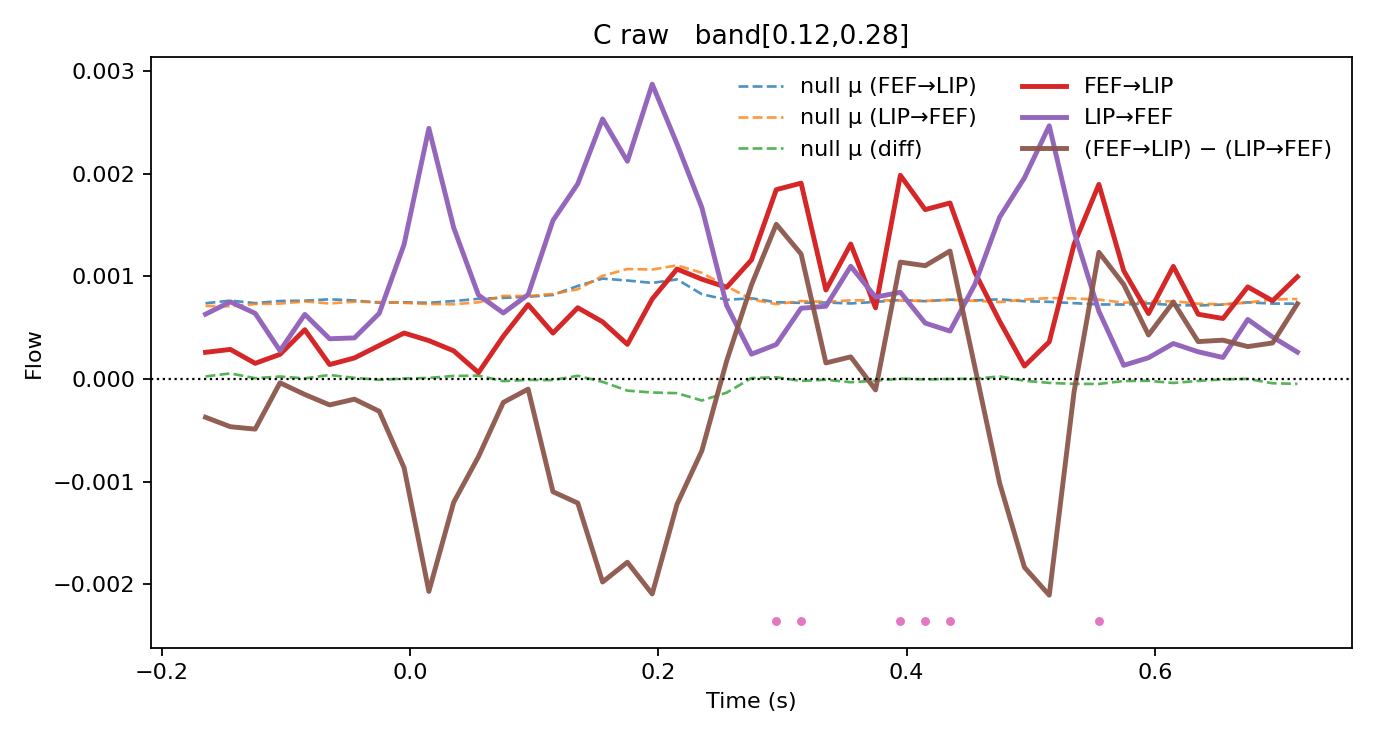 C raw   band[0.12,0.28]
0.003
0.002
0.001
0.000
−0.001
−0.002
Flow
null μ (FEF→LIP)
null μ (LIP→FEF)
null μ (diff)
FEF→LIP
LIP→FEF
(FEF→LIP) − (LIP→FEF)
−0.2
0.0
0.2
0.4
0.6
Time (s)